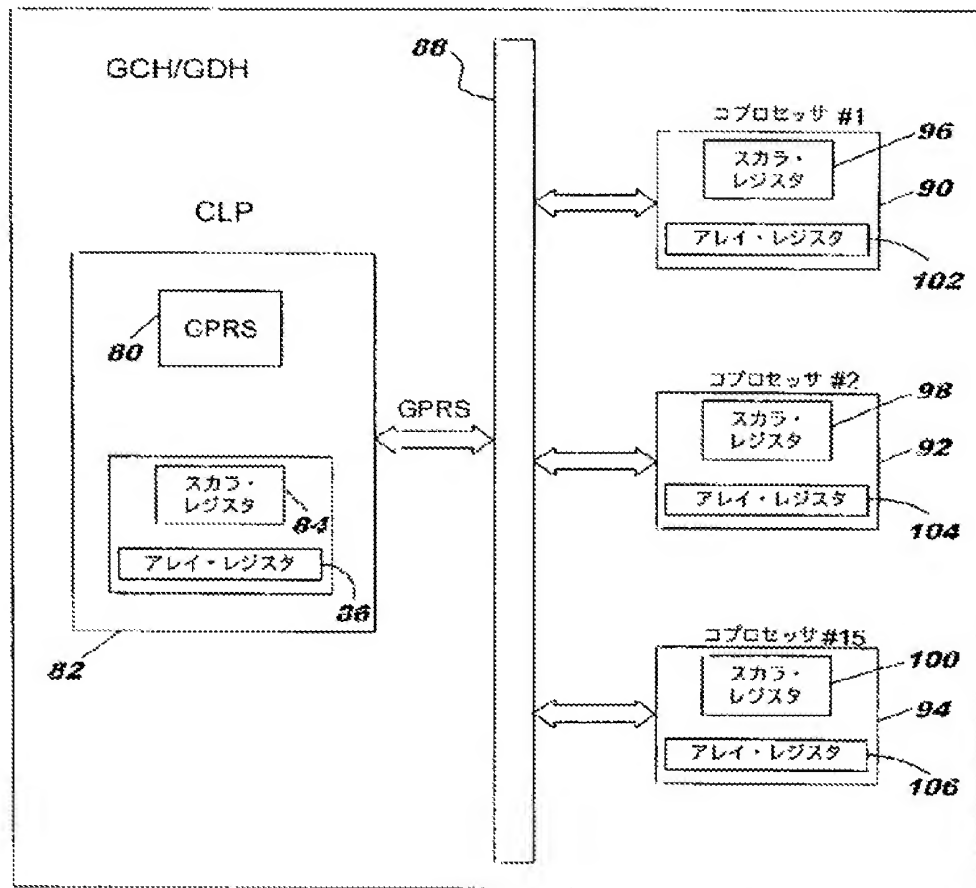 GCH/GDH
88
コプロセッサ #1
スカラ・
レジスタ
96
90
アレイ・レジスタ
102
CLP
GPRS
80
GPRS
スカラ・
レジスタ
84
アレイ・レジスタ
86
82
コプロセッサ #2
スカラ・
レジスタ
98
92
アレイ・レジスタ
104
コプロセッサ #15
スカラ・
レジスタ
100
94
アレイ・レジスタ
106